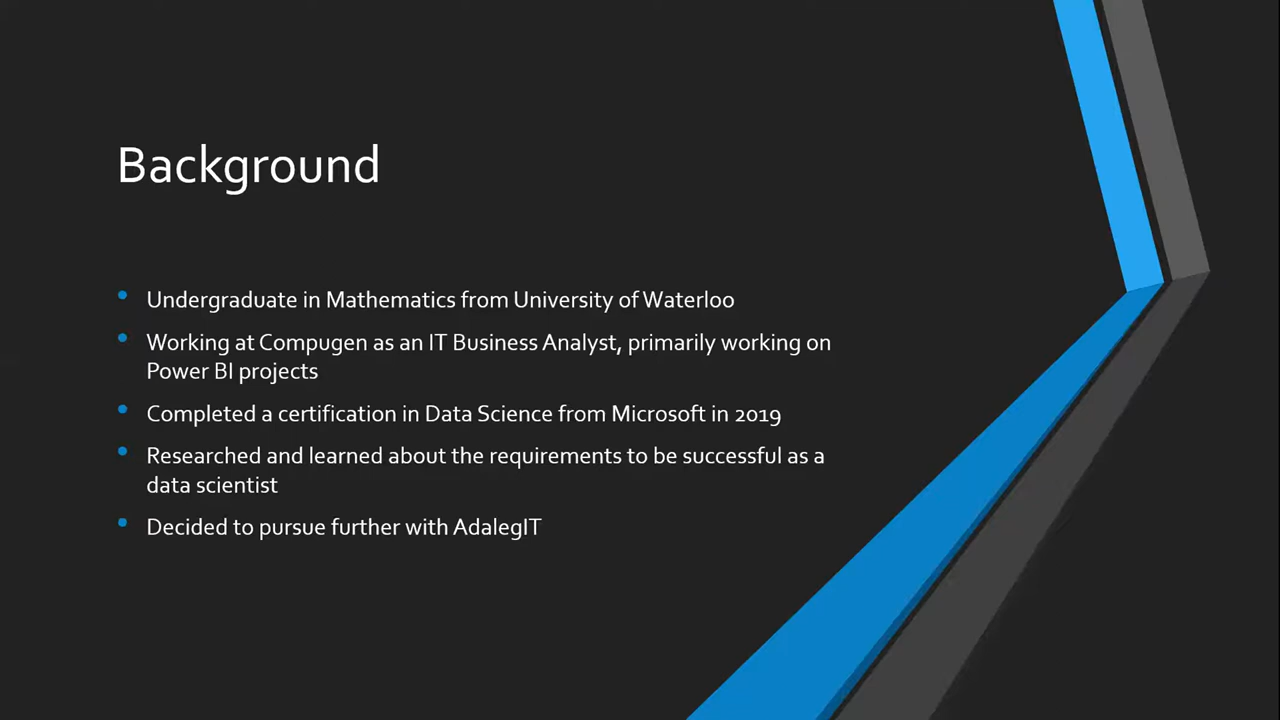 Background
• Undergraduate in Mathematics from University of Waterloo
• Working at Compugen as an IT Business Analyst, primarily working on
Power BI projects
• Completed a certification in Data Science from Microsoft in 2019
• Researched and learned about the requirements to be successful as a
data scientist
• Decided to pursue further with AdalegIT